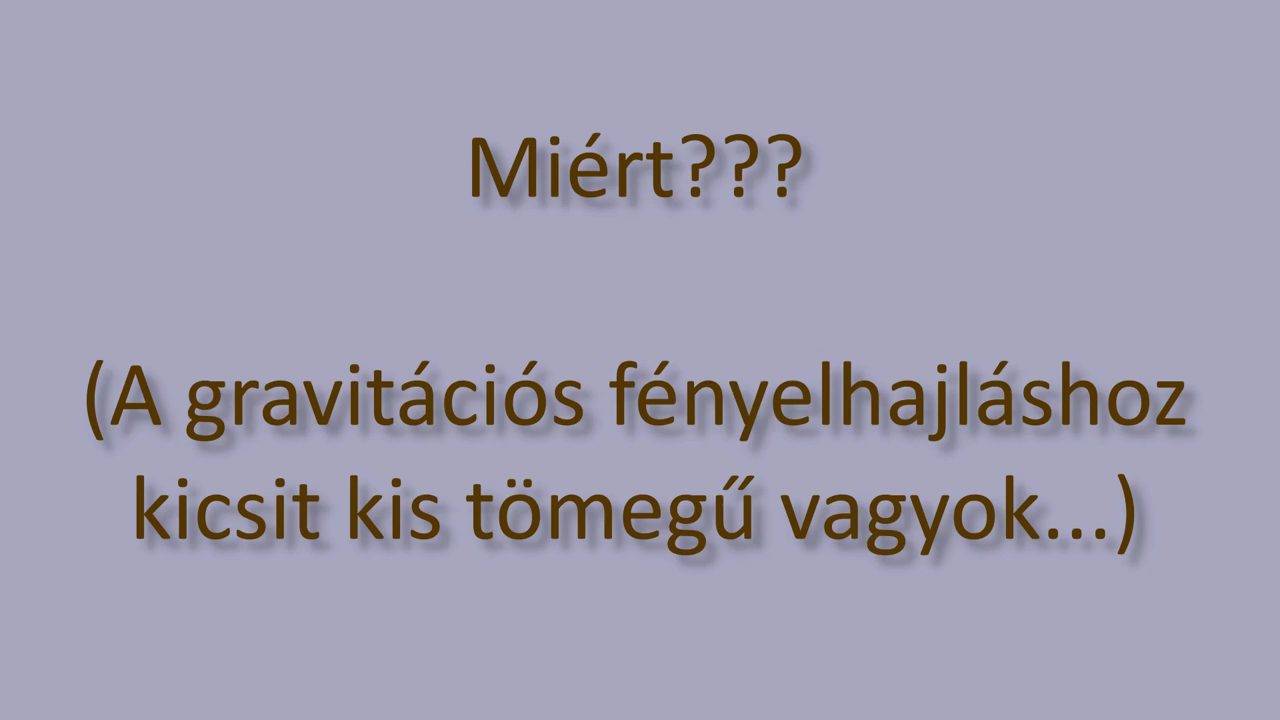 Miért???
(A gravitációs fényelhajláshoz
kicsit kis tömegű vagyok...)